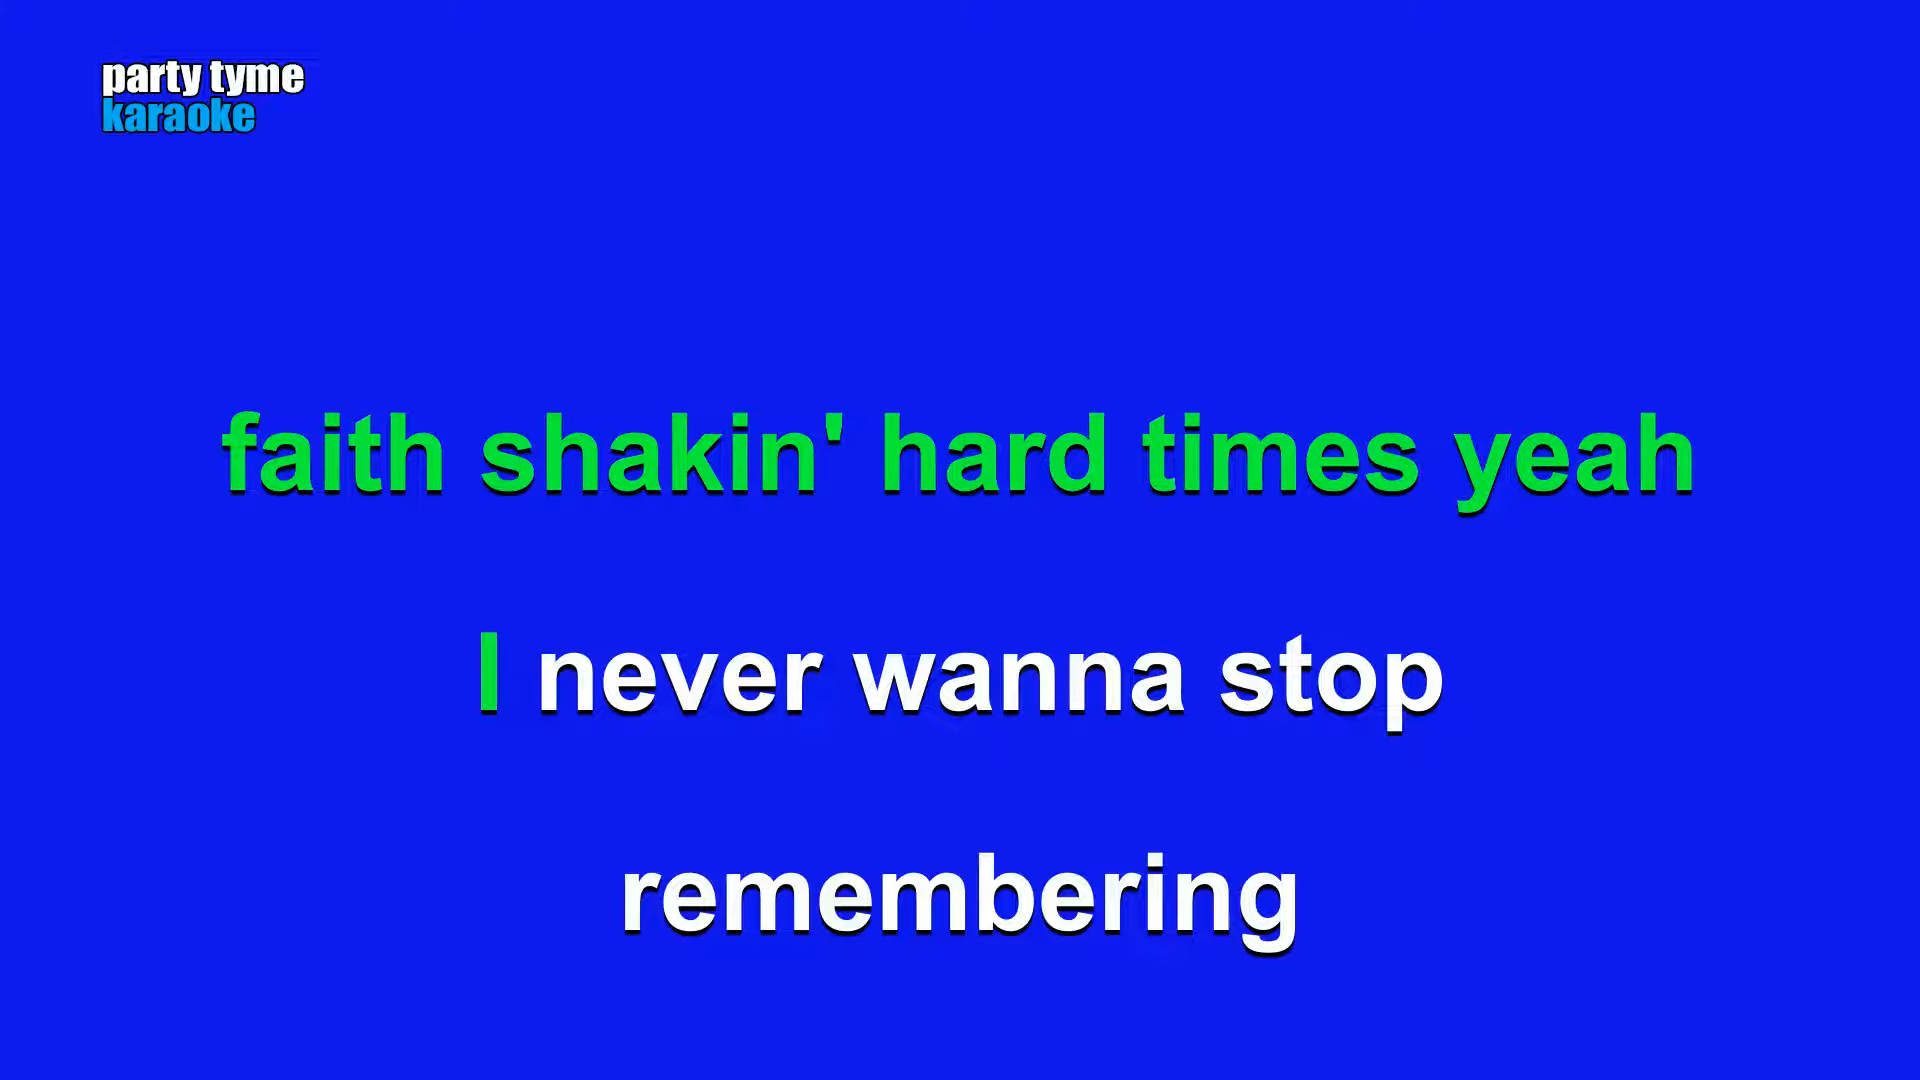 party tyme
karaoke
faith shakin' hard times yeah
I never wanna stop
remembering